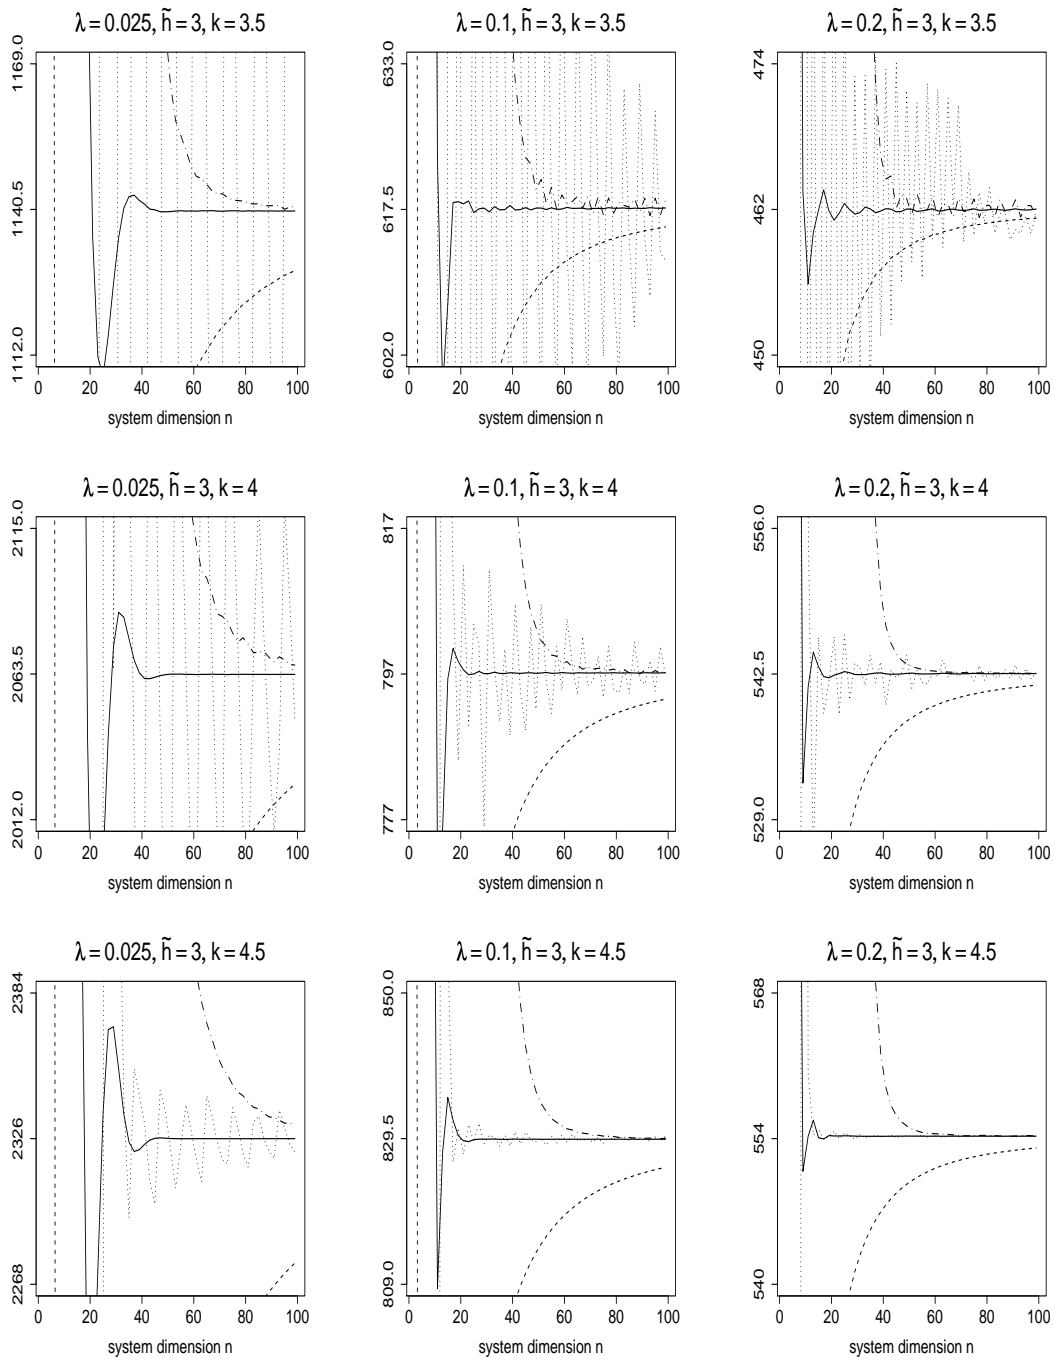 λ = 0.025, h̃ = 3, k = 3.5
1169.0
1140.5
1112.0
0 20 40 60 80 100
system dimension n
λ = 0.1, h̃ = 3, k = 3.5
633.0
617.5
602.0
0 20 40 60 80 100
system dimension n
λ = 0.2, h̃ = 3, k = 3.5
474
462
450
0 20 40 60 80 100
system dimension n
λ = 0.025, h̃ = 3, k = 4
2115.0
2063.5
2012.0
0 20 40 60 80 100
system dimension n
λ = 0.1, h̃ = 3, k = 4
817
797
777
0 20 40 60 80 100
system dimension n
λ = 0.2, h̃ = 3, k = 4
556.0
542.5
529.0
0 20 40 60 80 100
system dimension n
λ = 0.025, h̃ = 3, k = 4.5
2384
2326
2268
0 20 40 60 80 100
system dimension n
λ = 0.1, h̃ = 3, k = 4.5
850.0
829.5
809.0
0 20 40 60 80 100
system dimension n
λ = 0.2, h̃ = 3, k = 4.5
568
554
540
0 20 40 60 80 100
system dimension n